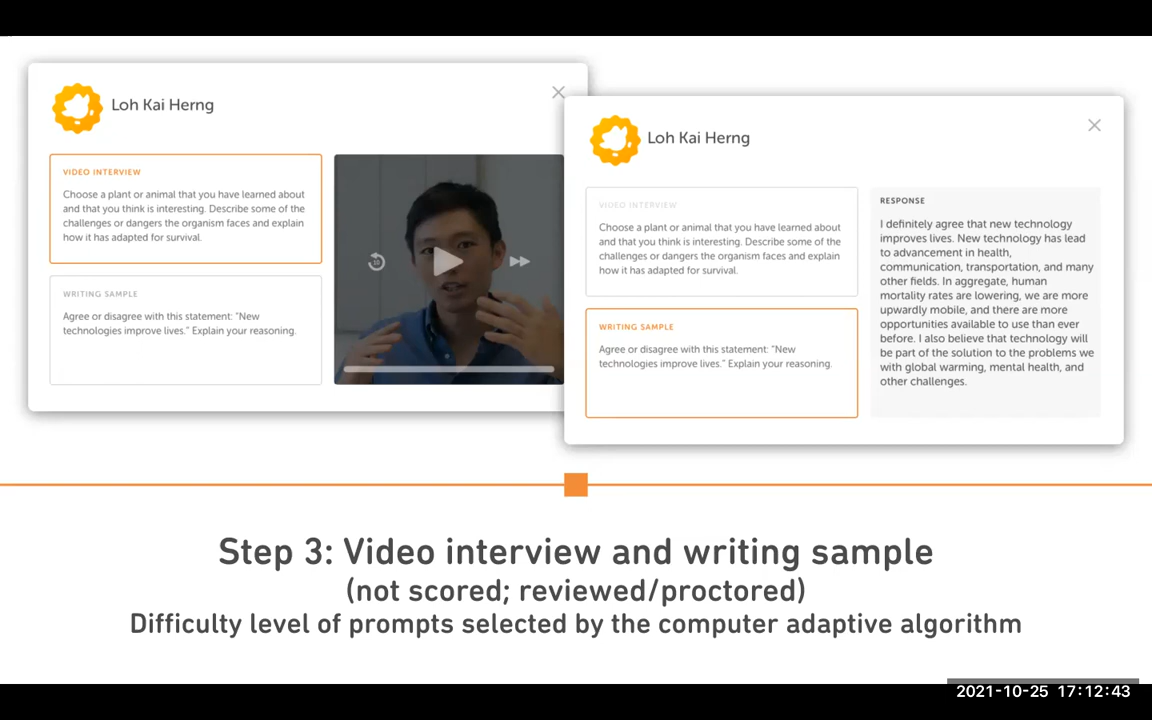 Loh Kai Herng
VIDEO INTERVIEW
Choose a plant or animal that you have learned about
and that you think is interesting. Describe some of the
challenges or dangers the organism faces and explain
how it has adapted for survival.
WRITING SAMPLE
Agree or disagree with this statement: "New
technologies improve lives." Explain your reasoning.
10
Loh Kai Herng
VIDEO INTERVIEW
Choose a plant or animal that you have learned about
and that you think is interesting. Describe some of the
challenges or dangers the organism faces and explain
how it has adapted for survival.
WRITING SAMPLE
Agree or disagree with this statement: "New
technologies improve lives." Explain your reasoning.
RESPONSE
I definitely agree that new technology
improves lives. New technology has lead
to advancement in health,
communication, transportation, and many
other fields. In aggregate, human
mortality rates are lowering, we are more
upwardly mobile, and there are more
opportunities available to use than ever
before. I also believe that technology will
be part of the solution to the problems we
with global warming, mental health, and
other challenges.
Step 3: Video interview and writing sample
(not scored; reviewed/proctored)
Difficulty level of prompts selected by the computer adaptive algorithm
2021-10-25 17:12:43